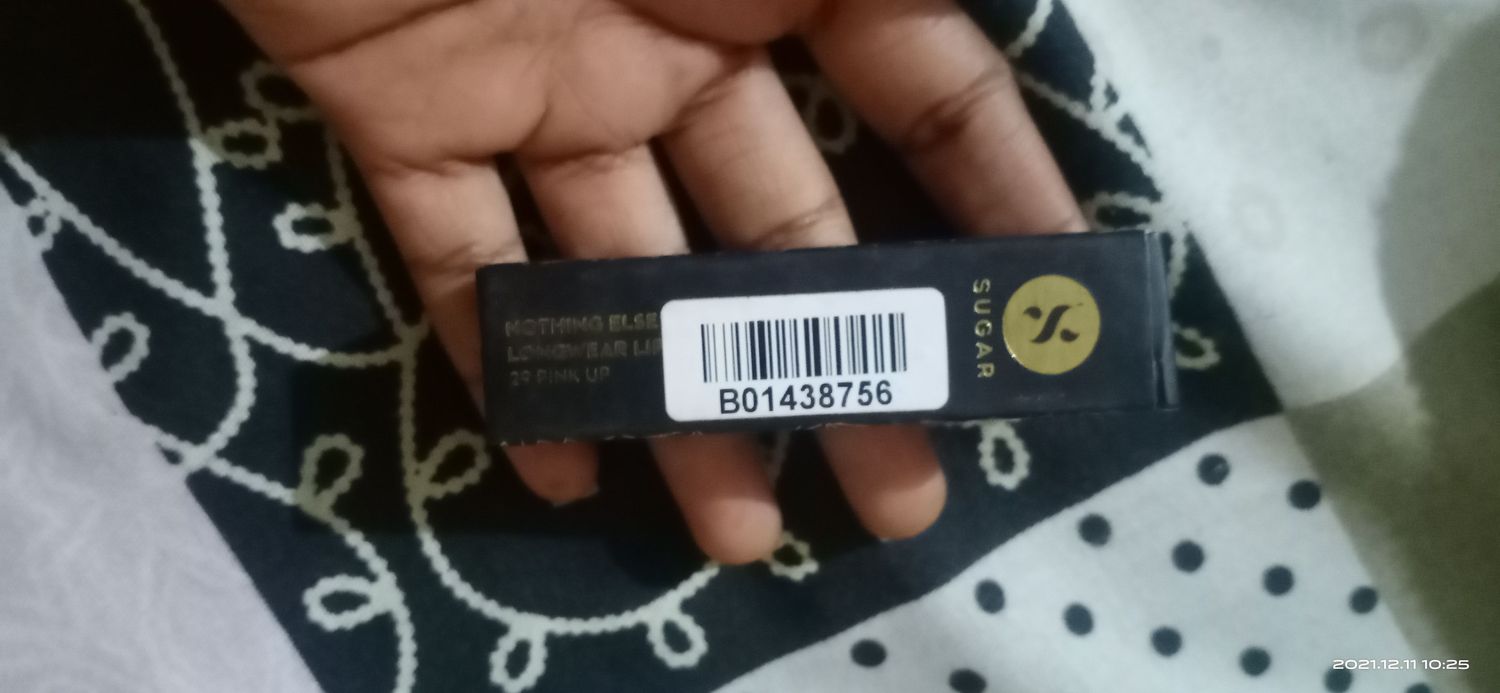 NOTHING ELSE
LONGWEAR LIP
29 PINK UP
B01438756
SUGAR
2021.12.11 10:25